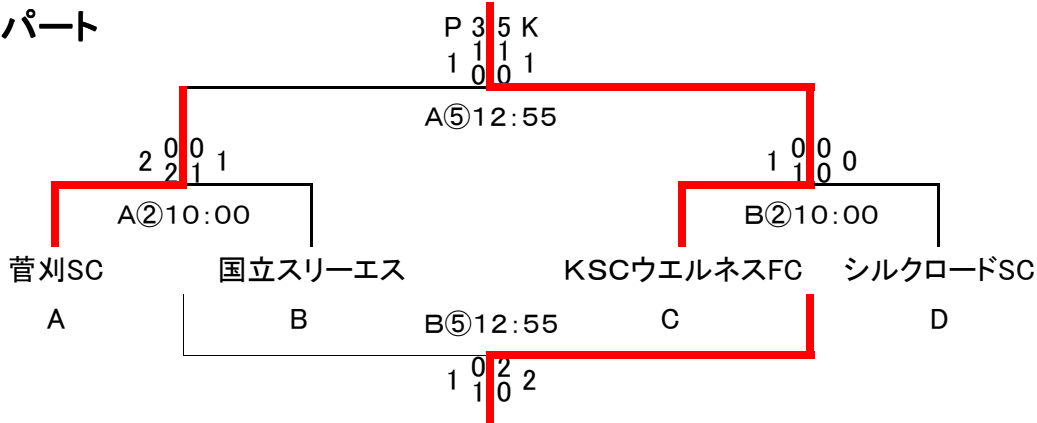 パート
P 3 5 K
1 1 1 1
0 0
A⑤12:55
2 0 0 1
2 1
1 0 0 0
1 0
A②10:00
B②10:00
菅刈SC 国立スリーエス KSCウエルネスFC シルクロードSC
A B C D
B⑤12:55
1 0 2 2
1 0